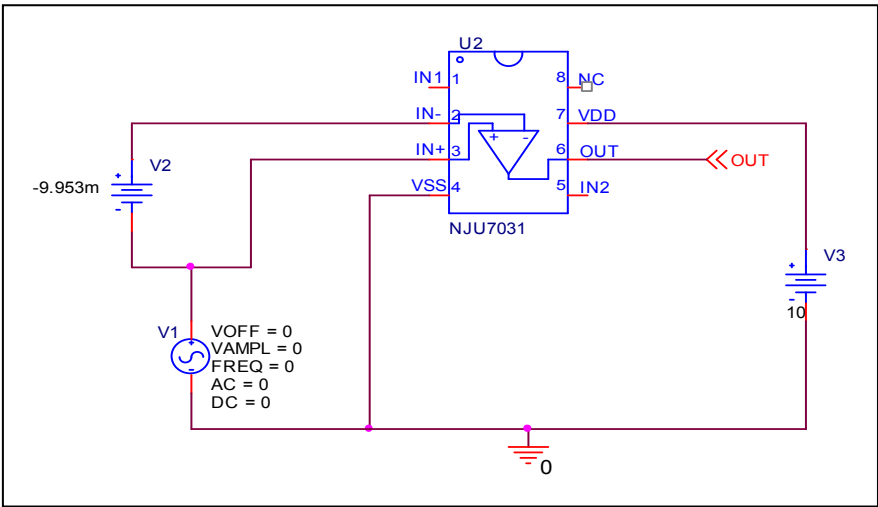 U2
IN1 1 8 NC
IN- 2 7 VDD
V2 IN+ 3 + - 6 OUT OUT
+
-9.953m
-
VSS 4 5 IN2
NJU7031
V3
+
-
10
V1 VOFF = 0
+ VAMPL = 0
- FREQ = 0
AC = 0
DC = 0
0